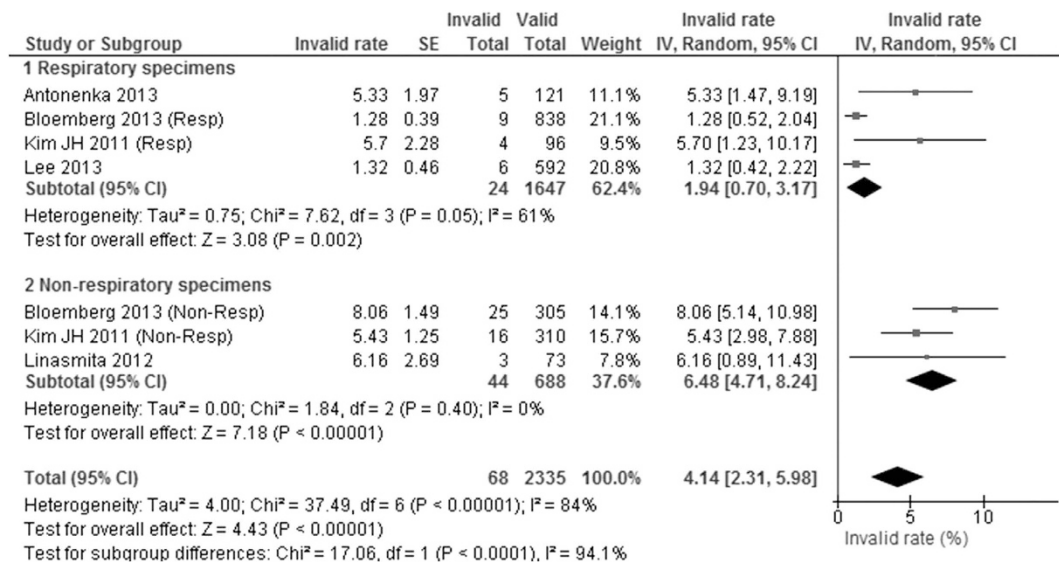 Invalid Valid Invalid rate Invalid rate
Study or Subgroup Invalid rate SE Total Total Weight IV, Random, 95% CI IV, Random, 95% CI
1 Respiratory specimens
Antonenka 2013 5.33 1.97 5 121 11.1% 5.33 [1.47, 9.19]
Bloemberg 2013 (Resp) 1.28 0.39 9 838 21.1% 1.28 [0.52, 2.04]
Kim JH 2011 (Resp) 5.7 2.28 4 96 9.5% 5.70 [1.23, 10.17]
Lee 2013 1.32 0.46 6 592 20.8% 1.32 [0.42, 2.22]
Subtotal (95% CI) 24 1647 62.4% 1.94 [0.70, 3.17]
Heterogeneity: Tau² = 0.75; Chi² = 7.62, df = 3 (P = 0.05); I² = 61%
Test for overall effect: Z = 3.08 (P = 0.002)
2 Non-respiratory specimens
Bloemberg 2013 (Non-Resp) 8.06 1.49 25 305 14.1% 8.06 [5.14, 10.98]
Kim JH 2011 (Non-Resp) 5.43 1.25 16 310 15.7% 5.43 [2.98, 7.88]
Linasmita 2012 6.16 2.69 3 73 7.8% 6.16 [0.89, 11.43]
Subtotal (95% CI) 44 688 37.6% 6.48 [4.71, 8.24]
Heterogeneity: Tau² = 0.00; Chi² = 1.84, df = 2 (P = 0.40); I² = 0%
Test for overall effect: Z = 7.18 (P < 0.00001)
Total (95% CI) 68 2335 100.0% 4.14 [2.31, 5.98]
Heterogeneity: Tau² = 4.00; Chi² = 37.49, df = 6 (P < 0.00001); I² = 84%
Test for overall effect: Z = 4.43 (P < 0.00001)
Test for subgroup differences: Chi² = 17.06, df = 1 (P < 0.0001), I² = 94.1%
0 5 10
Invalid rate (%)